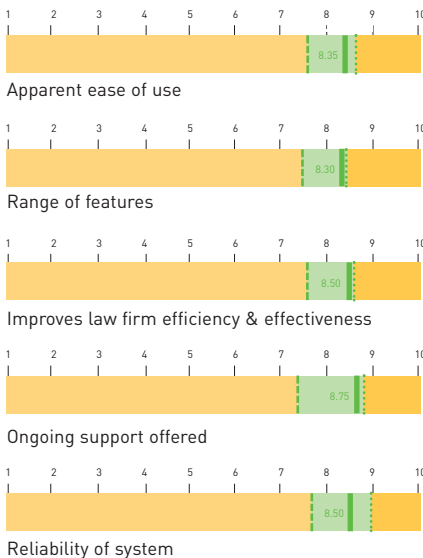 1 2 3 4 5 6 7 8 9 10
8.35
Apparent ease of use
1 2 3 4 5 6 7 8 9 10
8.30
Range of features
1 2 3 4 5 6 7 8 9 10
8.50
Improves law firm efficiency & effectiveness
1 2 3 4 5 6 7 8 9 10
8.75
Ongoing support offered
1 2 3 4 5 6 7 8 9 10
8.50
Reliability of system